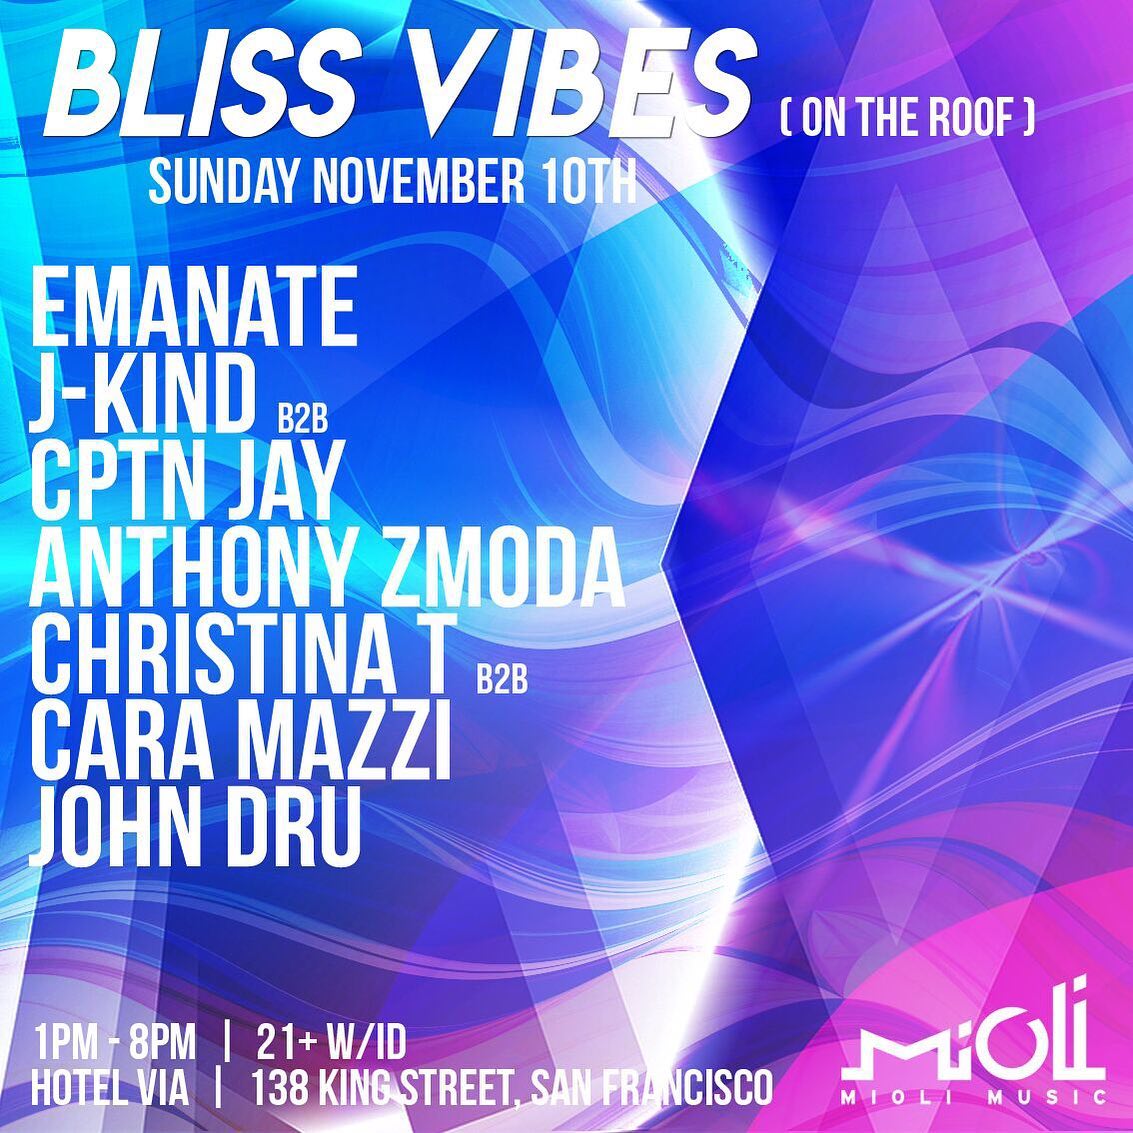 BLISS VIBES ( ON THE ROOF )
SUNDAY NOVEMBER 10TH
EMANATE
J-KIND B2B
CPTN JAY
ANTHONY ZMODA
CHRISTINA T B2B
CARA MAZZI
JOHN DRU
1PM - 8PM | 21+ W/ID
HOTEL VIA | 138 KING STREET, SAN FRANCISCO
MiOLi
MIOLI MUSIC